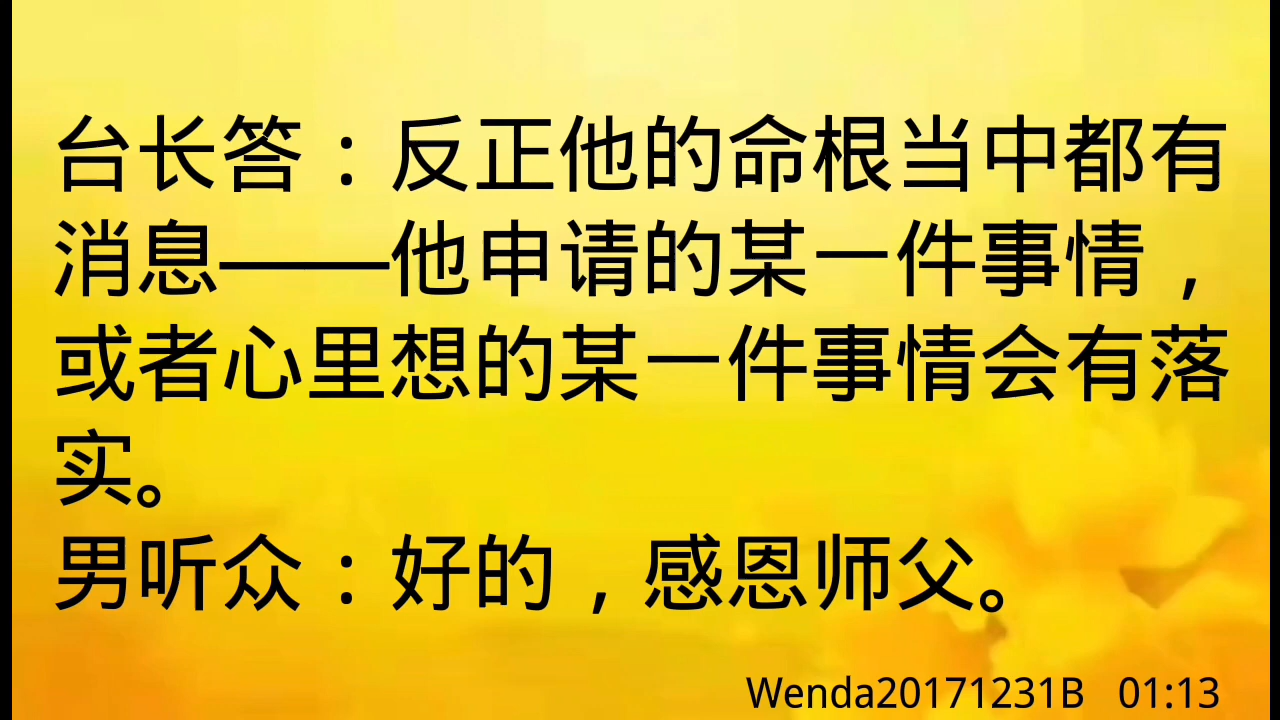 台长答：反正他的命根当中都有
消息——他申请的某一件事情，
或者心里想的某一件事情会有落
实。
男听众：好的，感恩师父。
Wenda20171231B 01:13